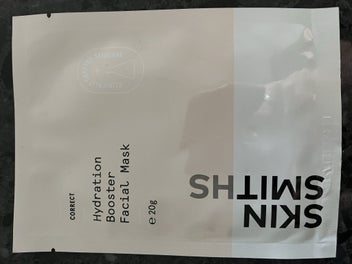 CORRECT
Hydration
Booster
Facial Mask
℮ 20g
SKIN
SMITHS